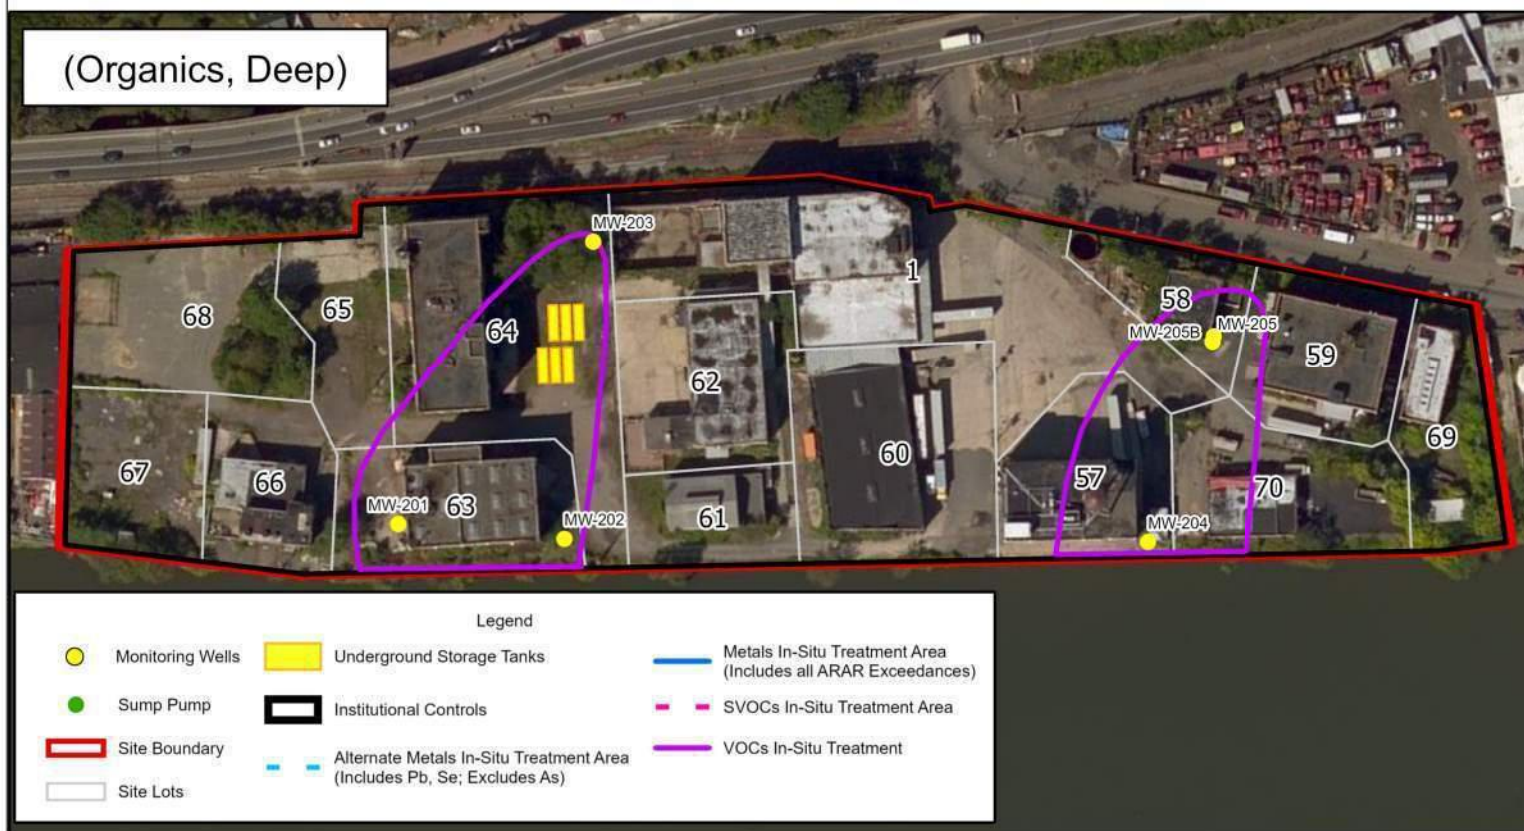 (Organics, Deep)
MW-203
1
68
65
64
58
MW-205B
MW-205
59
62
69
67
66
MW-201
63
MW-202
61
60
57
MW-204
70
Legend
Monitoring Wells
Sump Pump
Site Boundary
Site Lots
Underground Storage Tanks
Institutional Controls
Alternate Metals In-Situ Treatment Area
(Includes Pb, Se; Excludes As)
Metals In-Situ Treatment Area
(Includes all ARAR Exceedances)
SVOCs In-Situ Treatment Area
VOCs In-Situ Treatment